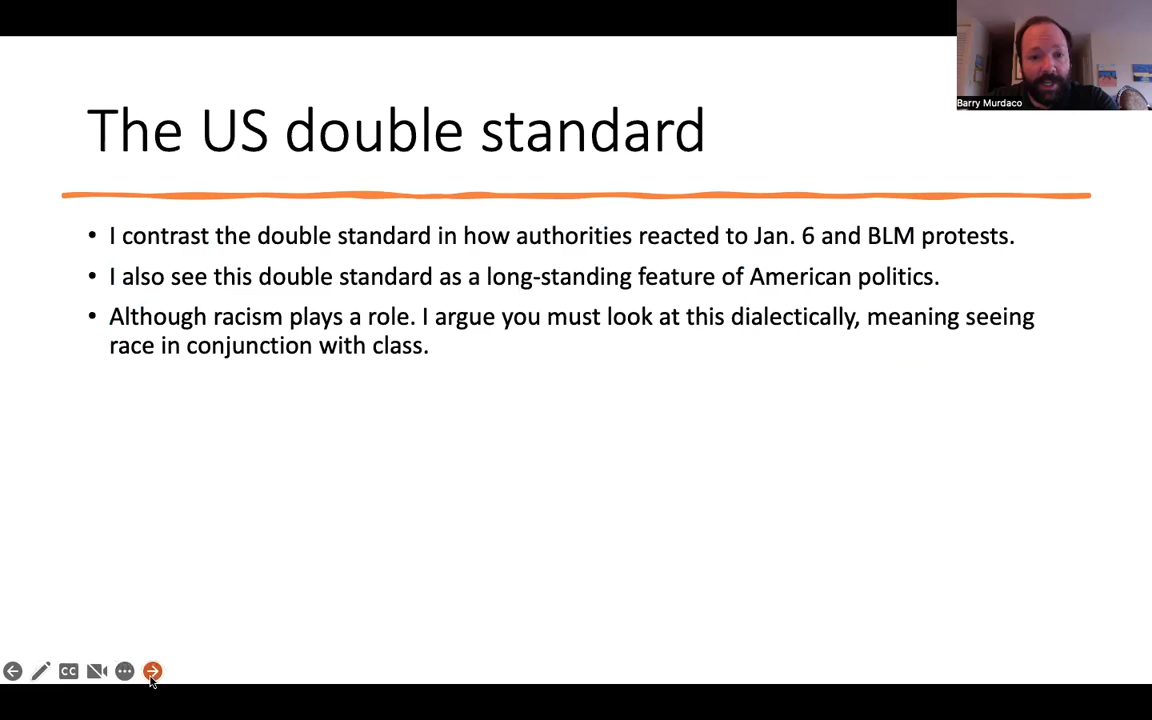 Barry Murdaco
The US double standard
• I contrast the double standard in how authorities reacted to Jan. 6 and BLM protests.
• I also see this double standard as a long-standing feature of American politics.
• Although racism plays a role. I argue you must look at this dialectically, meaning seeing
race in conjunction with class.
CC